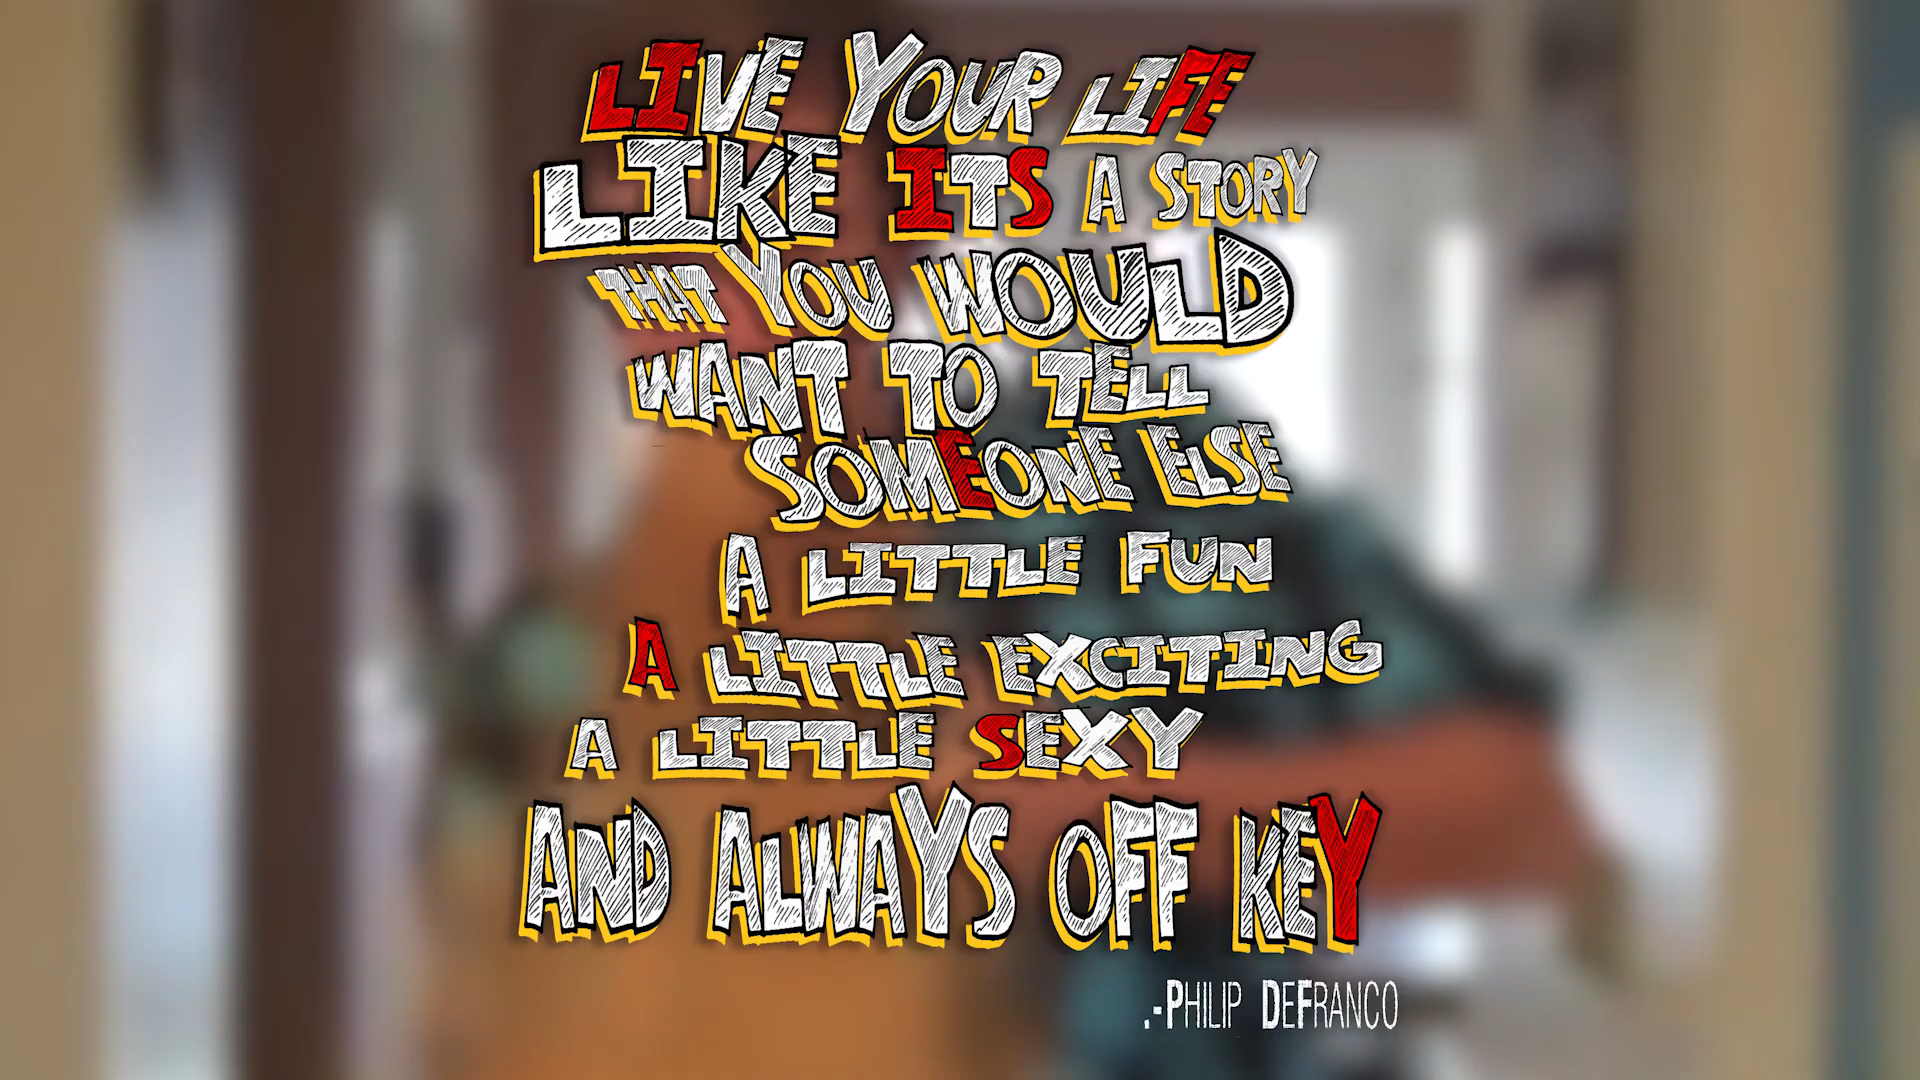 LIVE YOUR LIFE
LIKE ITS A STORY
THAT YOU WOULD
WANT TO TELL
SOMEONE ELSE
A LITTLE FUN
A LITTLE EXCITING
A LITTLE SEXY
AND ALWAYS OFF KEY
.-PHILIP DEFRANCO